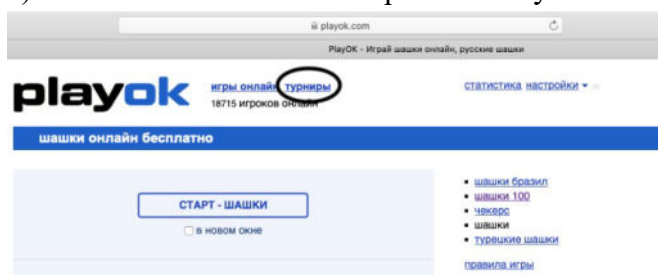 playok.com
PlayOK - Играй шашки онлайн, русские шашки
playok
игры онлайн турниры
18715 игроков онлайн
статистика настройки
шашки онлайн бесплатно
СТАРТ - ШАШКИ
в новом окне
шашки бразил
шашки 100
чекерс
шашки
турецкие шашки
правила игры